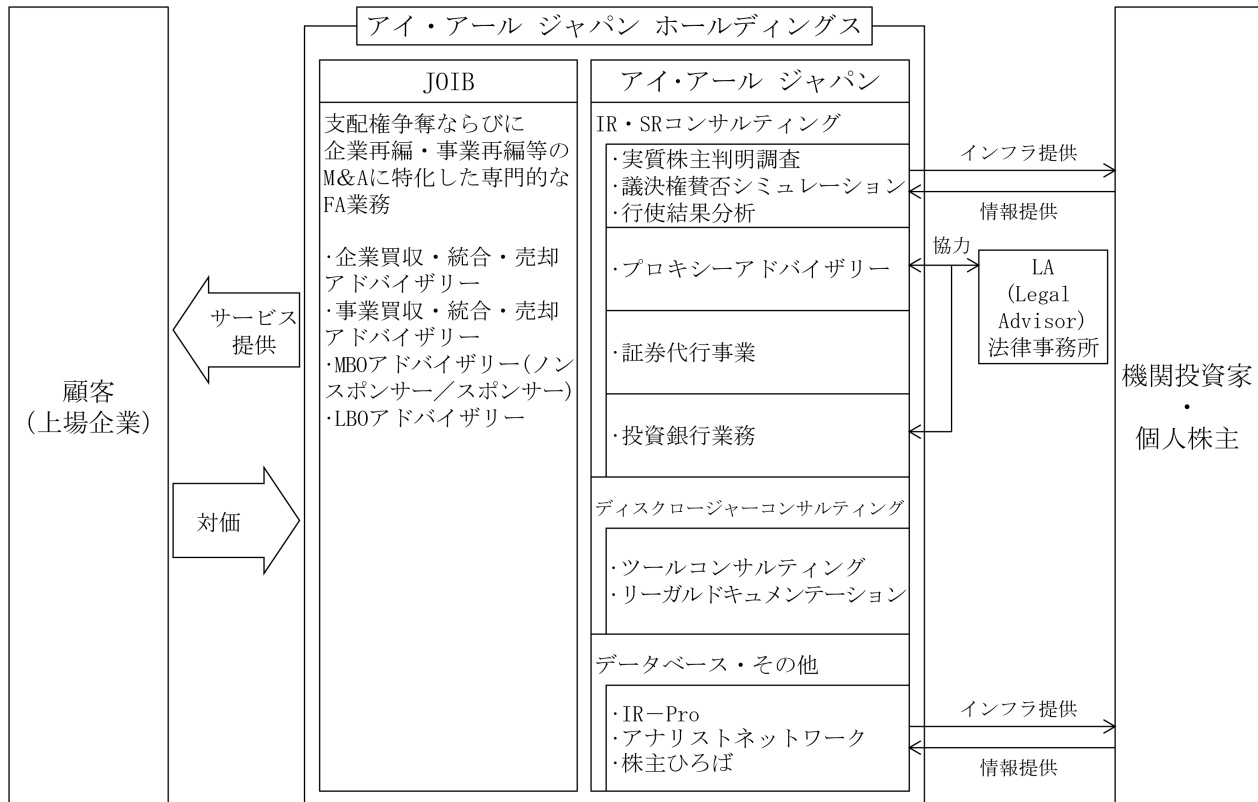 アイ・アール ジャパン ホールディングス
顧客
(上場企業)
サービス
提供
対価
JOIB
支配権争奪ならびに
企業再編・事業再編等の
M&Aに特化した専門的な
FA業務
・企業買収・統合・売却
アドバイザリー
・事業買収・統合・売却
アドバイザリー
・MBOアドバイザリー(ノン
スポンサー/スポンサー)
・LBOアドバイザリー
アイ・アール ジャパン
IR・SRコンサルティング
・実質株主判明調査
・議決権賛否シミュレーション
・行使結果分析
・プロキシーアドバイザリー
・証券代行事業
・投資銀行業務
ディスクロージャーコンサルティング
・ツールコンサルティング
・リーガルドキュメンテーション
データベース・その他
・IR-Pro
・アナリストネットワーク
・株主ひろば
インフラ提供
情報提供
協力
LA
(Legal
Advisor)
法律事務所
インフラ提供
情報提供
機関投資家
・
個人株主